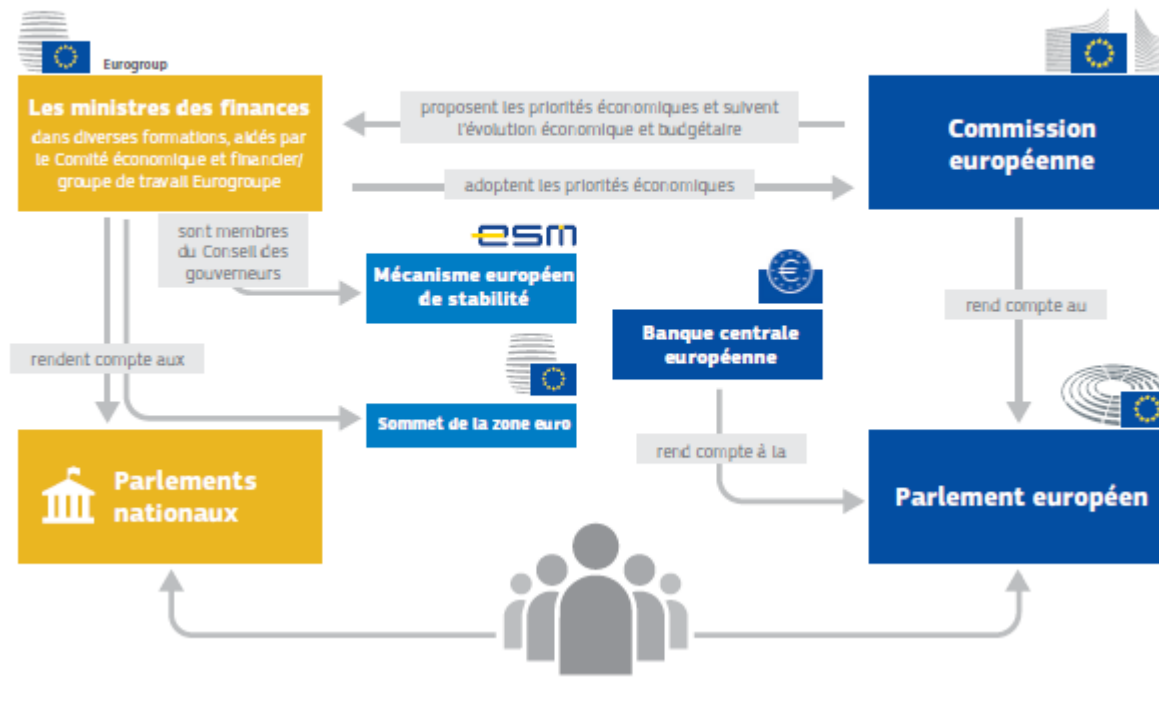 Eurogroup
Les ministres des finances
dans diverses formations, aidés par
le Comité économique et financier/
groupe de travail Eurogroupe
proposent les priorités économiques et suivent
l'évolution économique et budgétaire
adoptent les priorités économiques
Commission
européenne
sont membres
du Conseil des
gouverneurs
esm
Mécanisme européen
de stabilité
Banque centrale
européenne
rend compte au
rendent compte aux
Sommet de la zone euro
rend compte à la
Parlements
nationaux
Parlement européen